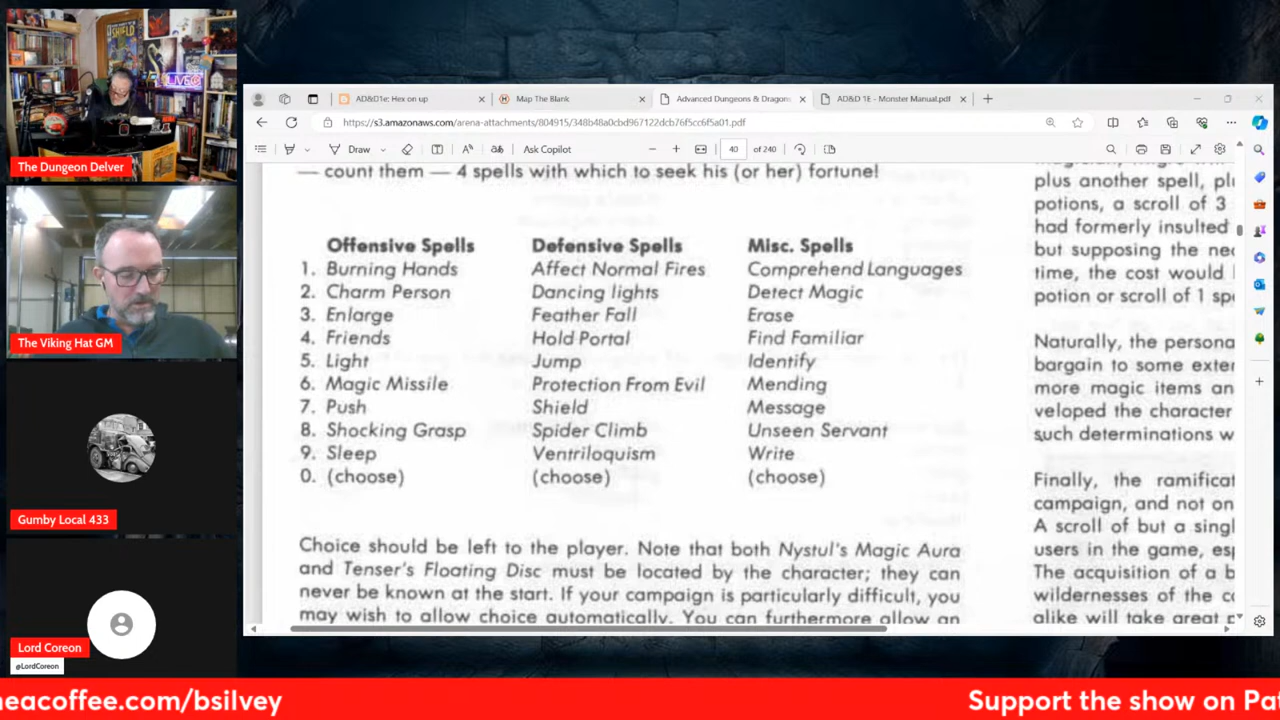 SHIELD
LIVE
The Dungeon Delver
The Viking Hat GM
Gumby Local 433
Lord Coreon
@LordCoreon
AD&D1e: Hex on up
Map The Blank
Advanced Dungeons & Dragons
AD&D 1E - Monster Manual.pdf
https://s3.amazonaws.com/arena-attachments/804915/348b48a0cbd967122dcb76f5cc6f5a01.pdf
Draw
Ask Copilot
40 of 240
— count them — 4 spells with which to seek his (or her) fortune!
Offensive Spells Defensive Spells Misc. Spells
1. Burning Hands Affect Normal Fires Comprehend Languages
2. Charm Person Dancing lights Detect Magic
3. Enlarge Feather Fall Erase
4. Friends Hold Portal Find Familiar
5. Light Jump Identify
6. Magic Missile Protection From Evil Mending
7. Push Shield Message
8. Shocking Grasp Spider Climb Unseen Servant
9. Sleep Ventriloquism Write
0. (choose) (choose) (choose)
Choice should be left to the player. Note that both Nystul's Magic Aura
and Tenser's Floating Disc must be located by the character; they can
never be known at the start. If your campaign is particularly difficult, you
may wish to allow choice automatically. You can furthermore allow an
plus another spell, pl
potions, a scroll of 3
had formerly insulted
but supposing the ne
time, the cost would
potion or scroll of 1 sp
Naturally, the persona
bargain to some exter
more magic items an
veloped the character
such determinations w
Finally, the ramificat
campaign, and not on
A scroll of but a singl
users in the game, esp
The acquisition of a b
wildernesses of the co
alike will take great p
neacoffee.com/bsilvey
Support the show on Pat